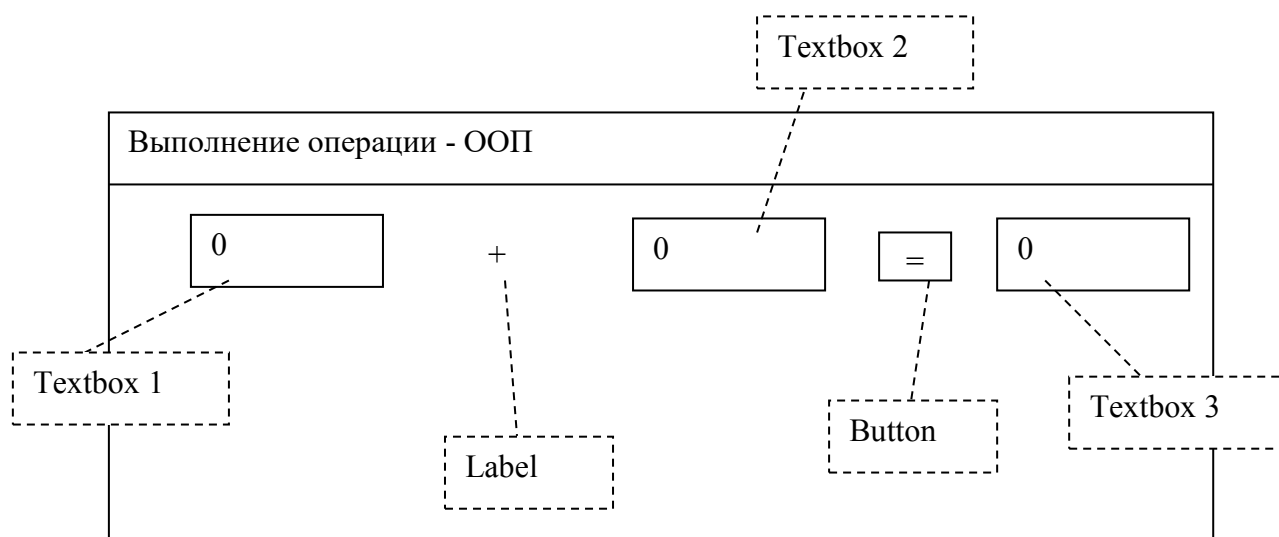 Textbox 2
Выполнение операции - ООП
0 + 0 = 0
Textbox 1
Textbox 3
Button
Label